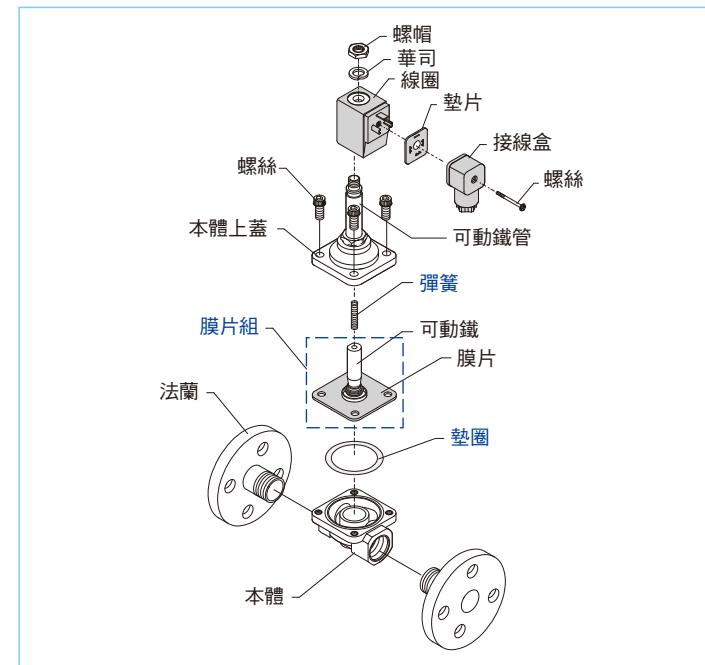 螺帽
華司
線圈
墊片
接線盒
螺絲
螺絲
本體上蓋
可動鐵管
彈簧
膜片組
可動鐵
膜片
法蘭
墊圈
本體